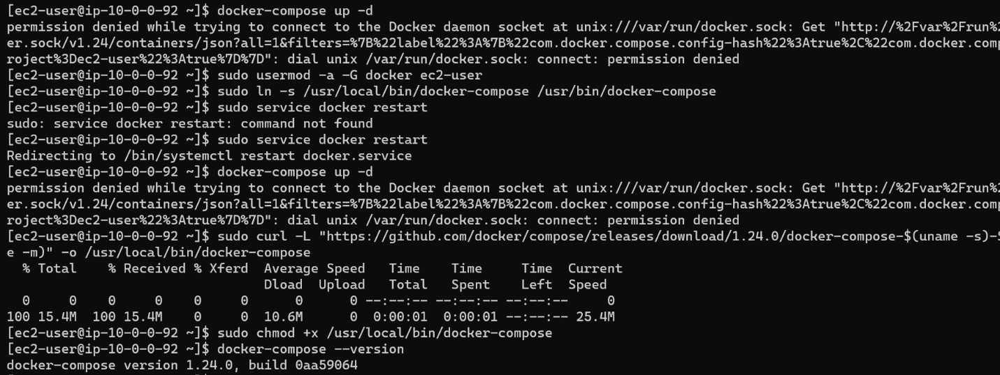 [ec2-user@ip-10-0-0-92 ~]$ docker-compose up -d
permission denied while trying to connect to the Docker daemon socket at unix:///var/run/docker.sock: Get "http://%2Fvar%2Frun%2
er.sock/v1.24/containers/json?all=1&filters=%7B%22label%22%3A%7B%22com.docker.compose.config-hash%22%3Atrue%2C%22com.docker.comp
roject%3Dec2-user%22%3Atrue%7D%7D": dial unix /var/run/docker.sock: connect: permission denied
[ec2-user@ip-10-0-0-92 ~]$ sudo usermod -a -G docker ec2-user
[ec2-user@ip-10-0-0-92 ~]$ sudo ln -s /usr/local/bin/docker-compose /usr/bin/docker-compose
[ec2-user@ip-10-0-0-92 ~]$ sudo service docker restart
sudo: service docker restart: command not found
[ec2-user@ip-10-0-0-92 ~]$ sudo service docker restart
Redirecting to /bin/systemctl restart docker.service
[ec2-user@ip-10-0-0-92 ~]$ docker-compose up -d
permission denied while trying to connect to the Docker daemon socket at unix:///var/run/docker.sock: Get "http://%2Fvar%2Frun%2
er.sock/v1.24/containers/json?all=1&filters=%7B%22label%22%3A%7B%22com.docker.compose.config-hash%22%3Atrue%2C%22com.docker.comp
roject%3Dec2-user%22%3Atrue%7D%7D": dial unix /var/run/docker.sock: connect: permission denied
[ec2-user@ip-10-0-0-92 ~]$ sudo curl -L "https://github.com/docker/compose/releases/download/1.24.0/docker-compose-$(uname -s)-$
e -m)" -o /usr/local/bin/docker-compose
% Total % Received % Xferd Average Speed Time Time Time Current
Dload Upload Total Spent Left Speed
0 0 0 0 0 0 0 0 --:--:-- --:--:-- --:--:-- 0
100 15.4M 100 15.4M 0 0 10.6M 0 0:00:01 0:00:01 --:--:-- 25.4M
[ec2-user@ip-10-0-0-92 ~]$ sudo chmod +x /usr/local/bin/docker-compose
[ec2-user@ip-10-0-0-92 ~]$ docker-compose --version
docker-compose version 1.24.0, build 0aa59064